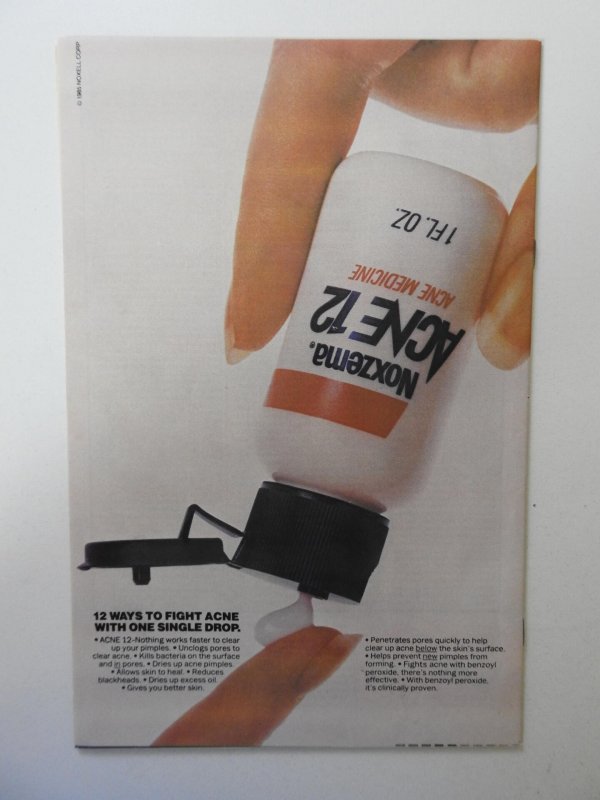 © 1985 NOXELL CORP
1 FL. OZ.
ACNE MEDICINE
ACNE 12
Noxzema®
12 WAYS TO FIGHT ACNE
WITH ONE SINGLE DROP.
• ACNE 12-Nothing works faster to clear
up your pimples. • Unclogs pores to
clear acne. • Kills bacteria on the surface
and in pores. • Dries up acne pimples.
• Allows skin to heal. • Reduces
blackheads. • Dries up excess oil.
• Gives you better skin.
• Penetrates pores quickly to help
clear up acne below the skin's surface.
• Helps prevent new pimples from
forming. • Fights acne with benzoyl
peroxide, there's nothing more
effective. • With benzoyl peroxide,
it's clinically proven.